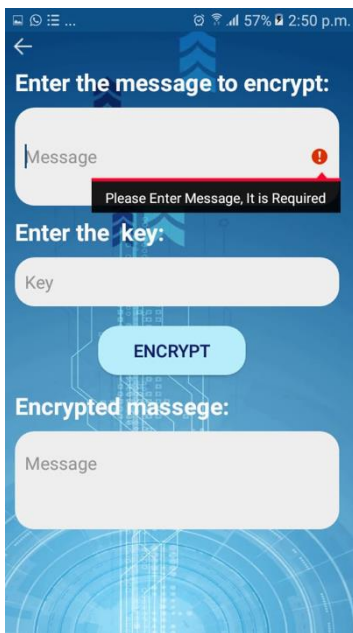 ... 57% 2:50 p.m.
Enter the message to encrypt:
Message
Please Enter Message, It is Required
Enter the key:
Key
ENCRYPT
Encrypted massege:
Message